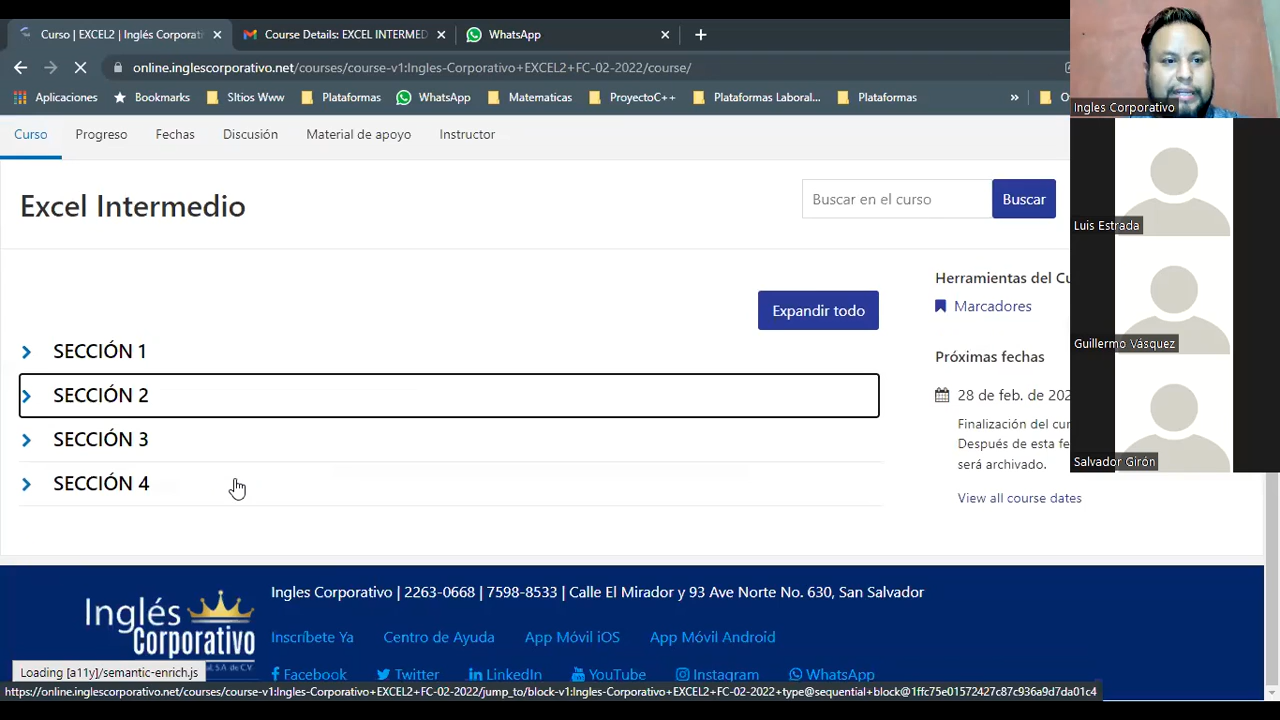 Curso | EXCEL2 | Inglés Corporati
Course Details: EXCEL INTERMED
WhatsApp
online.inglescorporativo.net/courses/course-v1:Ingles-Corporativo+EXCEL2+FC-02-2022/course/
Aplicaciones
Bookmarks
SItios Www
Plataformas
WhatsApp
Matematicas
ProyectoC++
Plataformas Laboral...
Plataformas
»
Curso
Progreso
Fechas
Discusión
Material de apoyo
Instructor
Ingles Corporativo
Luis Estrada
Guillermo Vásquez
Salvador Girón
Excel Intermedio
Buscar en el curso
Buscar
Expandir todo
SECCIÓN 1
SECCIÓN 2
SECCIÓN 3
SECCIÓN 4
Herramientas del Cu
Marcadores
Próximas fechas
28 de feb. de 202
Finalización del cur
Después de esta fe
será archivado.
View all course dates
Inglés
Corporativo
Ingles Corporativo | 2263-0668 | 7598-8533 | Calle El Mirador y 93 Ave Norte No. 630, San Salvador
Inscríbete Ya
Centro de Ayuda
App Móvil iOS
App Móvil Android
Facebook
Twitter
LinkedIn
YouTube
Instagram
WhatsApp
Loading [a11y]/semantic-enrich.js
https://online.inglescorporativo.net/courses/course-v1:Ingles-Corporativo+EXCEL2+FC-02-2022/jump_to/block-v1:Ingles-Corporativo+EXCEL2+FC-02-2022+type@sequential+block@1ffc75e01572427c87c936a9d7da01c4